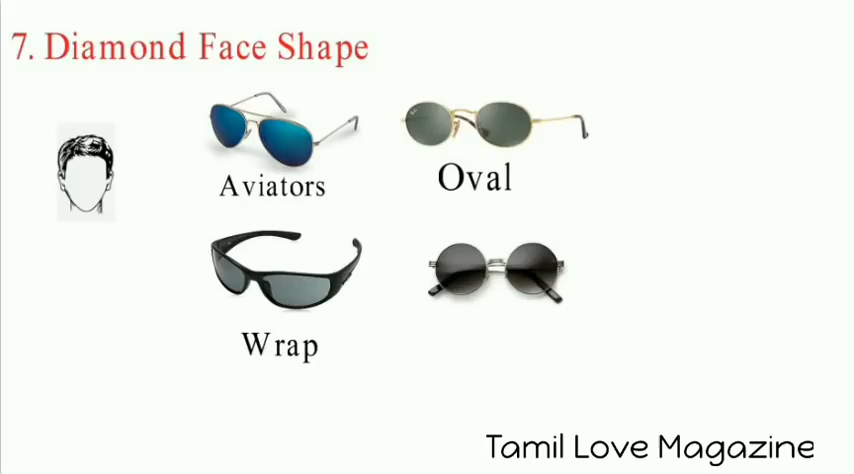 7. Diamond Face Shape
Aviators
Oval
Wrap
Tamil Love Magazine